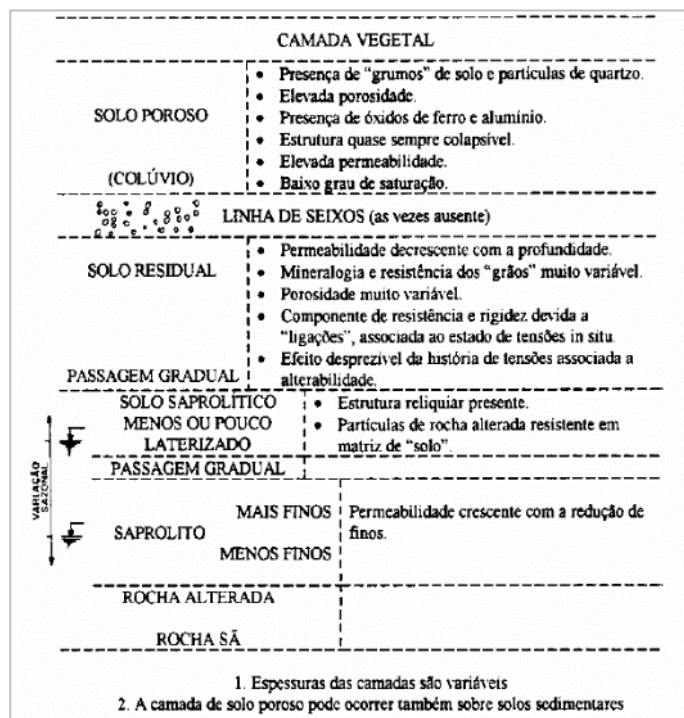 CAMADA VEGETAL
• Presença de “grumos” de solo e partículas de quartzo.
• Elevada porosidade.
SOLO POROSO
• Presença de óxidos de ferro e alumínio.
• Estrutura quase sempre colapsível.
• Elevada permeabilidade.
(COLÚVIO)
• Baixo grau de saturação.
LINHA DE SEIXOS (as vezes ausente)
• Permeabilidade decrescente com a profundidade.
SOLO RESIDUAL
• Mineralogia e resistência dos “grãos” muito variável.
• Porosidade muito variável.
• Componente de resistência e rigidez devida a
“ligações”, associada ao estado de tensões in situ.
• Efeito desprezível da história de tensões associada a
PASSAGEM GRADUAL
alterabilidade.
SOLO SAPROLÍTICO
• Estrutura reliquiar presente.
MENOS OU POUCO
• Partículas de rocha alterada resistente em
LATERIZADO
matriz de “solo”.
PASSAGEM GRADUAL
VARIAÇÃO
SAZONAL
MAIS FINOS
Permeabilidade crescente com a redução de
SAPROLITO
finos.
MENOS FINOS
ROCHA ALTERADA
ROCHA SÃ
1. Espessuras das camadas são variáveis
2. A camada de solo poroso pode ocorrer também sobre solos sedimentares